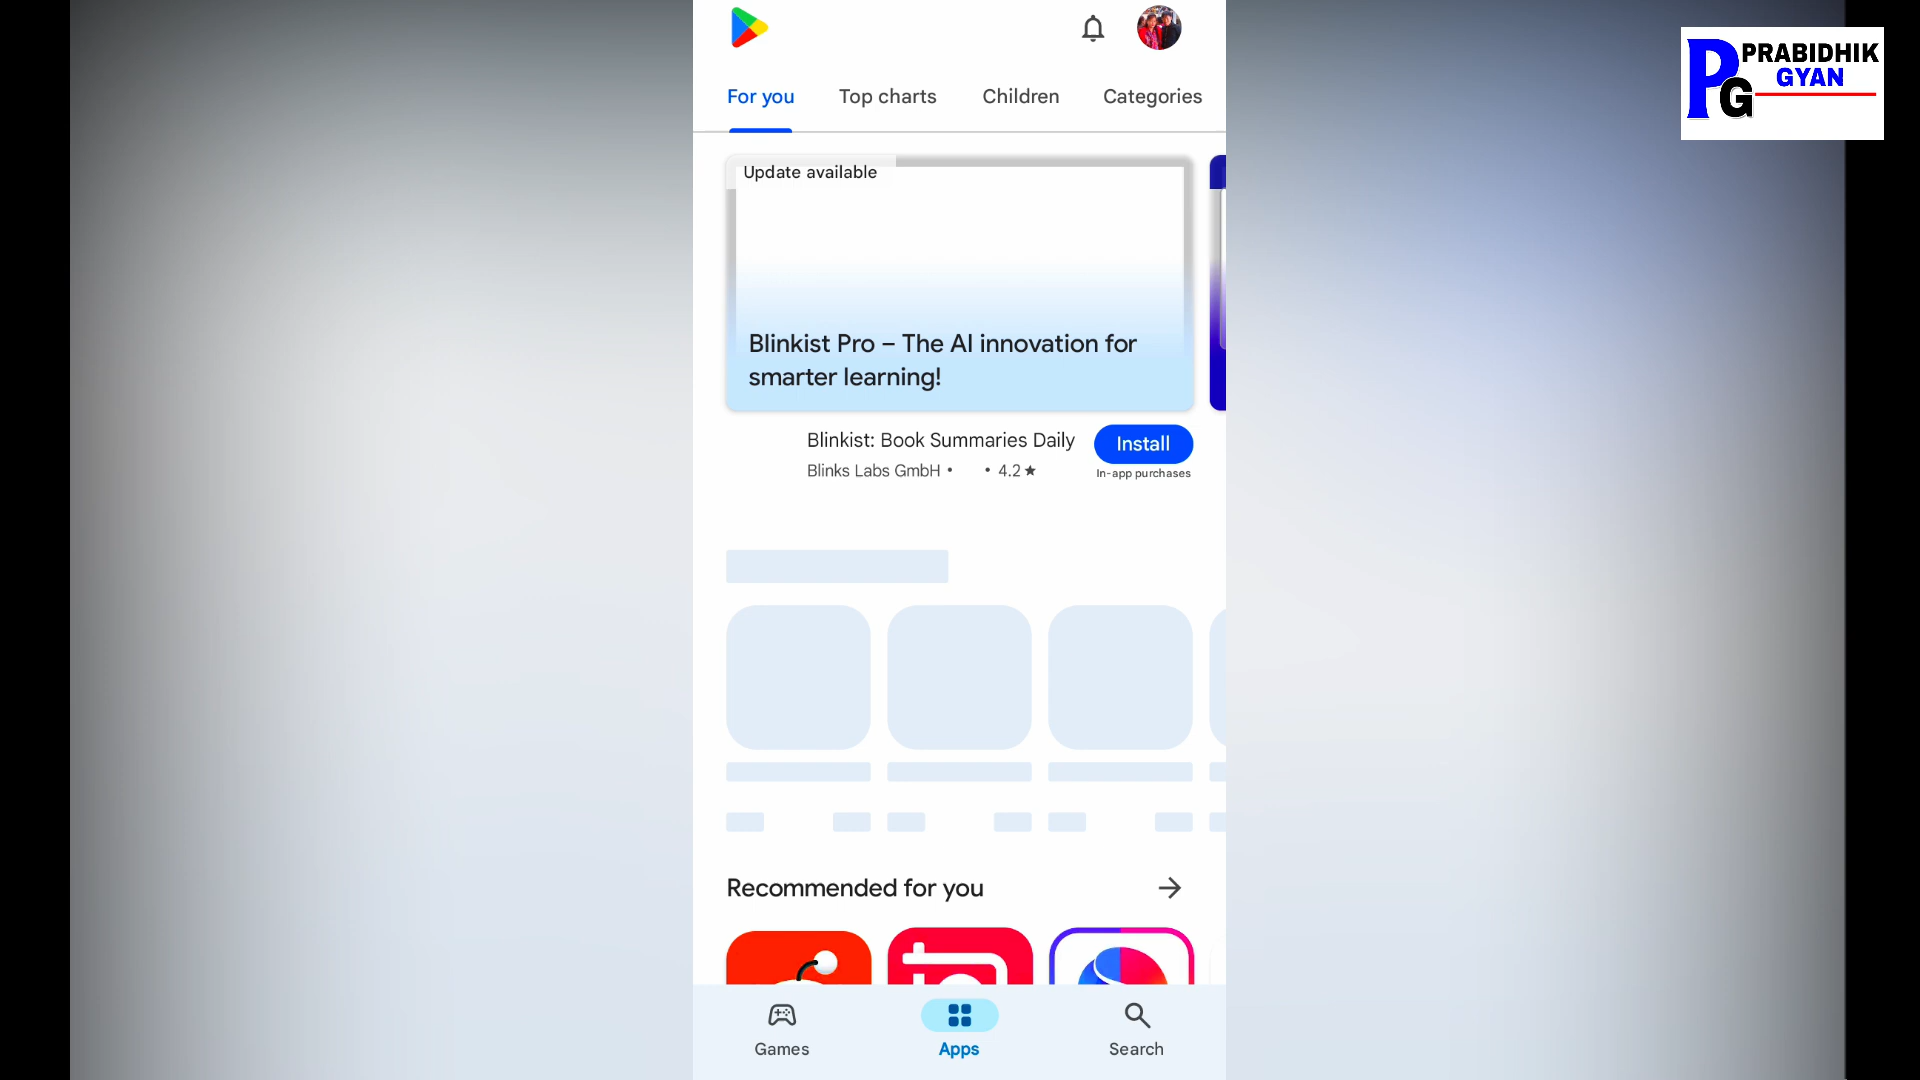 PRABIDHIK
GYAN
PG
For you
Top charts
Children
Categories
Update available
Blinkist Pro – The AI innovation for
smarter learning!
Blinkist: Book Summaries Daily
Install
Blinks Labs GmbH • • 4.2 ★
In-app purchases
Recommended for you
Games
Apps
Search